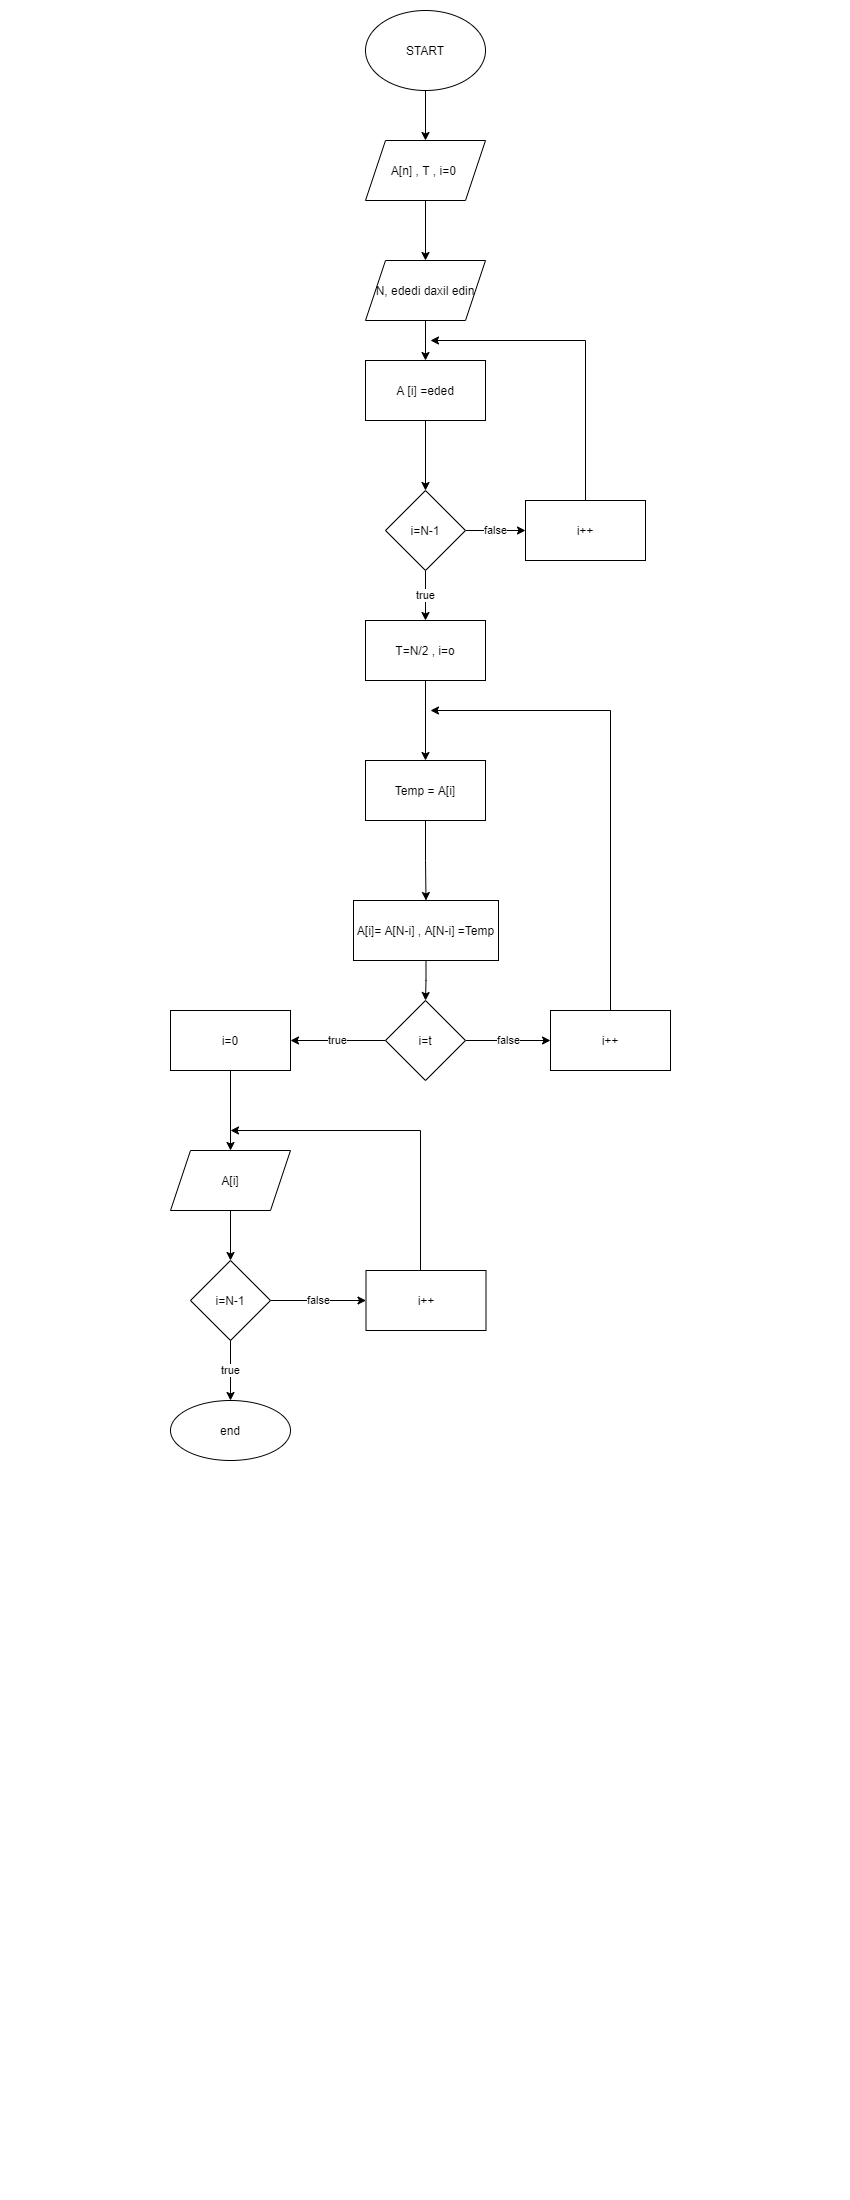 START
A[n] , T , i=0
N, ededi daxil edin
A [i] =eded
i=N-1
false
i++
true
T=N/2 , i=o
Temp = A[i]
A[i]= A[N-i] , A[N-i] =Temp
i=0
true
i=t
false
i++
A[i]
i=N-1
false
i++
true
end